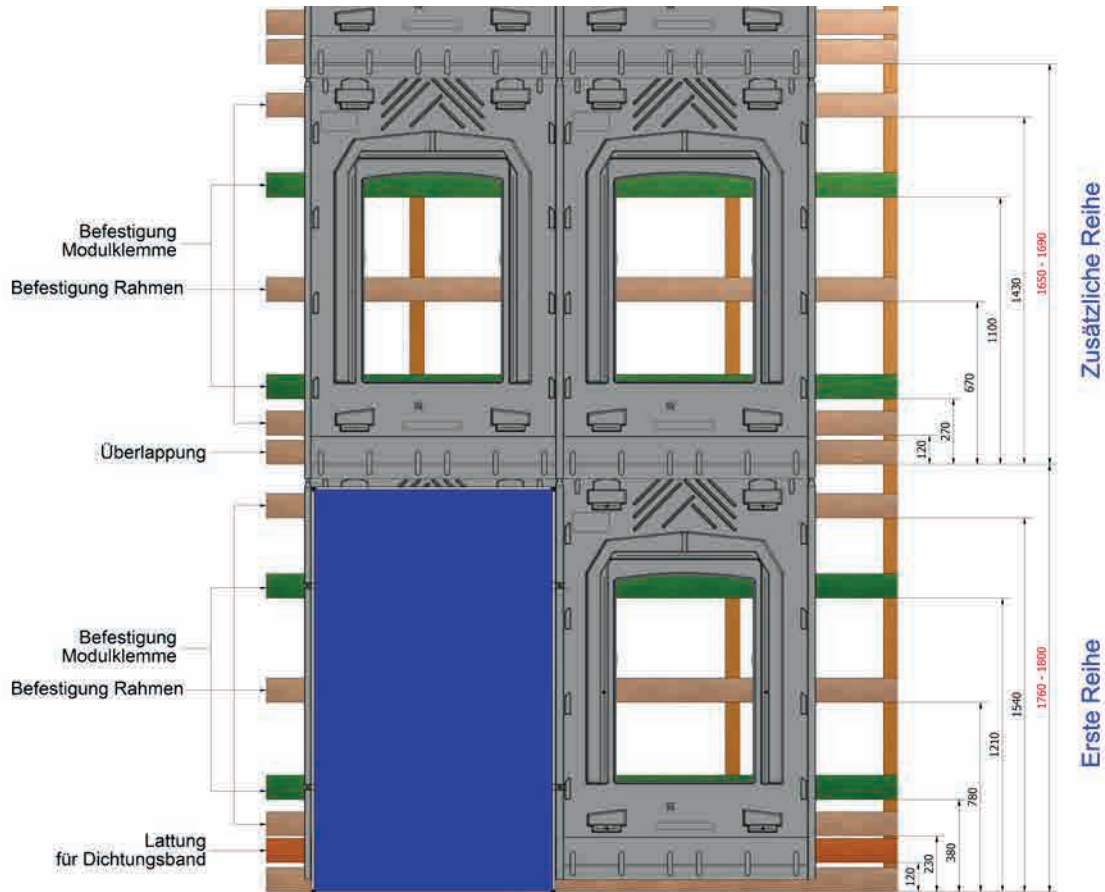 Befestigung
Modulklemme
Befestigung Rahmen
Überlappung
Befestigung
Modulklemme
Befestigung Rahmen
Lattung
für Dichtungsband
120
270
670
1100
1430
1650 - 1690
Zusätzliche Reihe
120
230
380
780
1210
1540
1760 - 1800
Erste Reihe